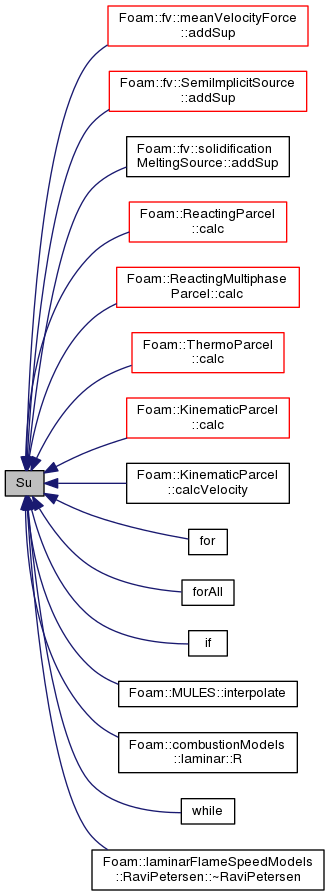 Foam::fv::meanVelocityForce
::addSup
Foam::fv::SemiImplicitSource
::addSup
Foam::fv::solidification
MeltingSource::addSup
Foam::ReactingParcel
::calc
Foam::ReactingMultiphase
Parcel::calc
Foam::ThermoParcel
::calc
Foam::KinematicParcel
::calc
Su
Foam::KinematicParcel
::calcVelocity
for
forAll
if
Foam::MULES::interpolate
Foam::combustionModels
::laminar::R
while
Foam::laminarFlameSpeedModels
::RaviPetersen::~RaviPetersen